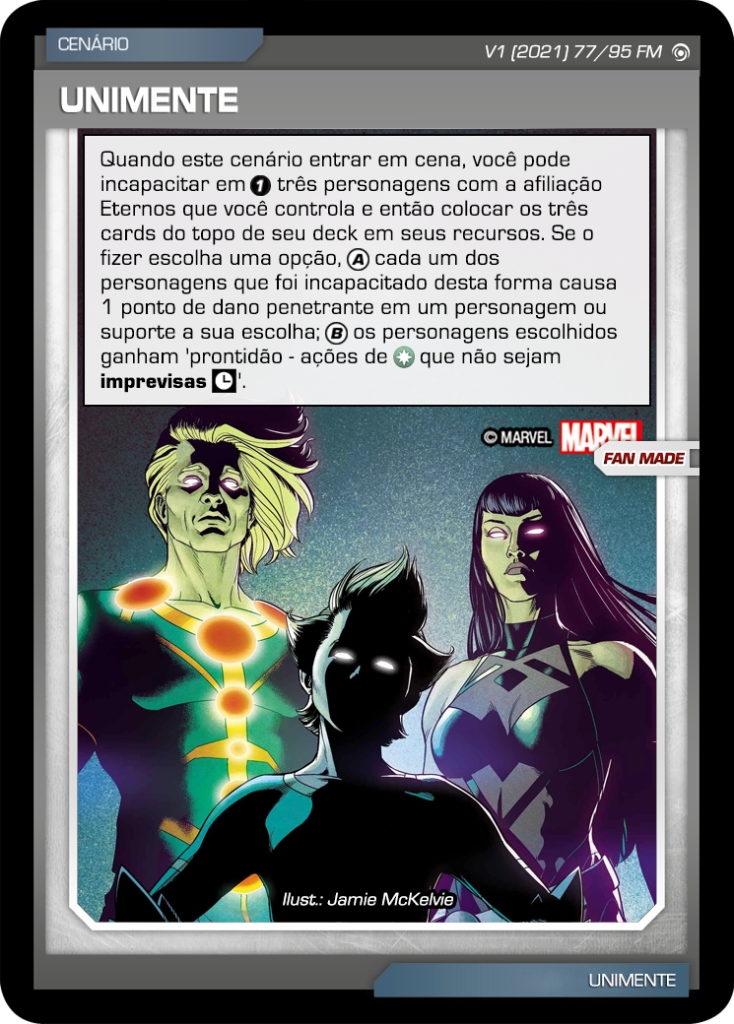 CENÁRIO
V1 (2021) 77/95 FM
UNIMENTE
Quando este cenário entrar em cena, você pode
incapacitar em 1 três personagens com a afiliação
Eternos que você controla e então colocar os três
cards do topo de seu deck em seus recursos. Se o
fizer escolha uma opção, A cada um dos
personagens que foi incapacitado desta forma causa
1 ponto de dano penetrante em um personagem ou
suporte a sua escolha; B os personagens escolhidos
ganham 'prontidão - ações de que não sejam
imprevisas '.
© MARVEL MARVEL
FAN MADE
Ilust.: Jamie McKelvie
UNIMENTE